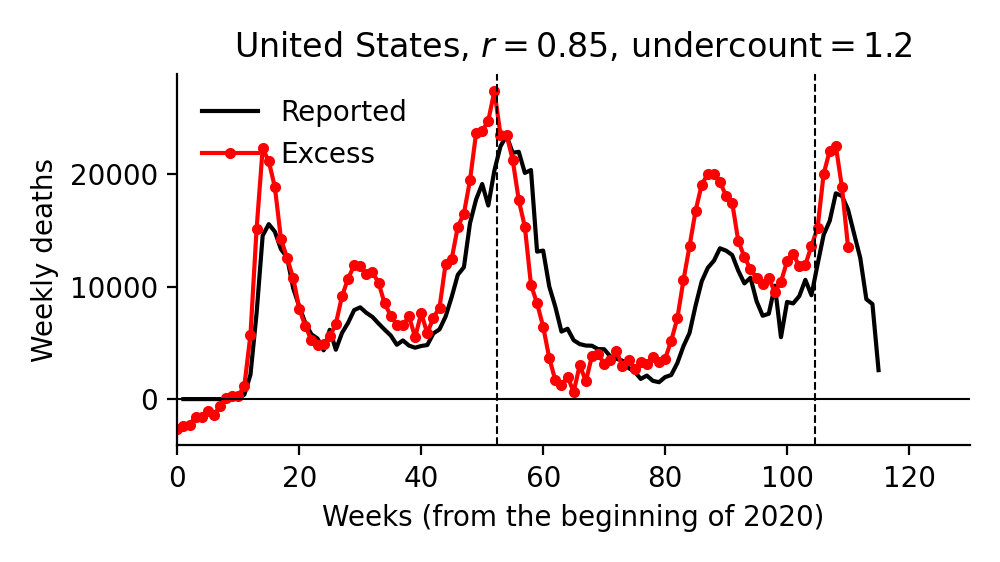 United States, r = 0.85, undercount = 1.2
Reported
Excess
Weekly deaths
20000
10000
0
0 20 40 60 80 100 120
Weeks (from the beginning of 2020)